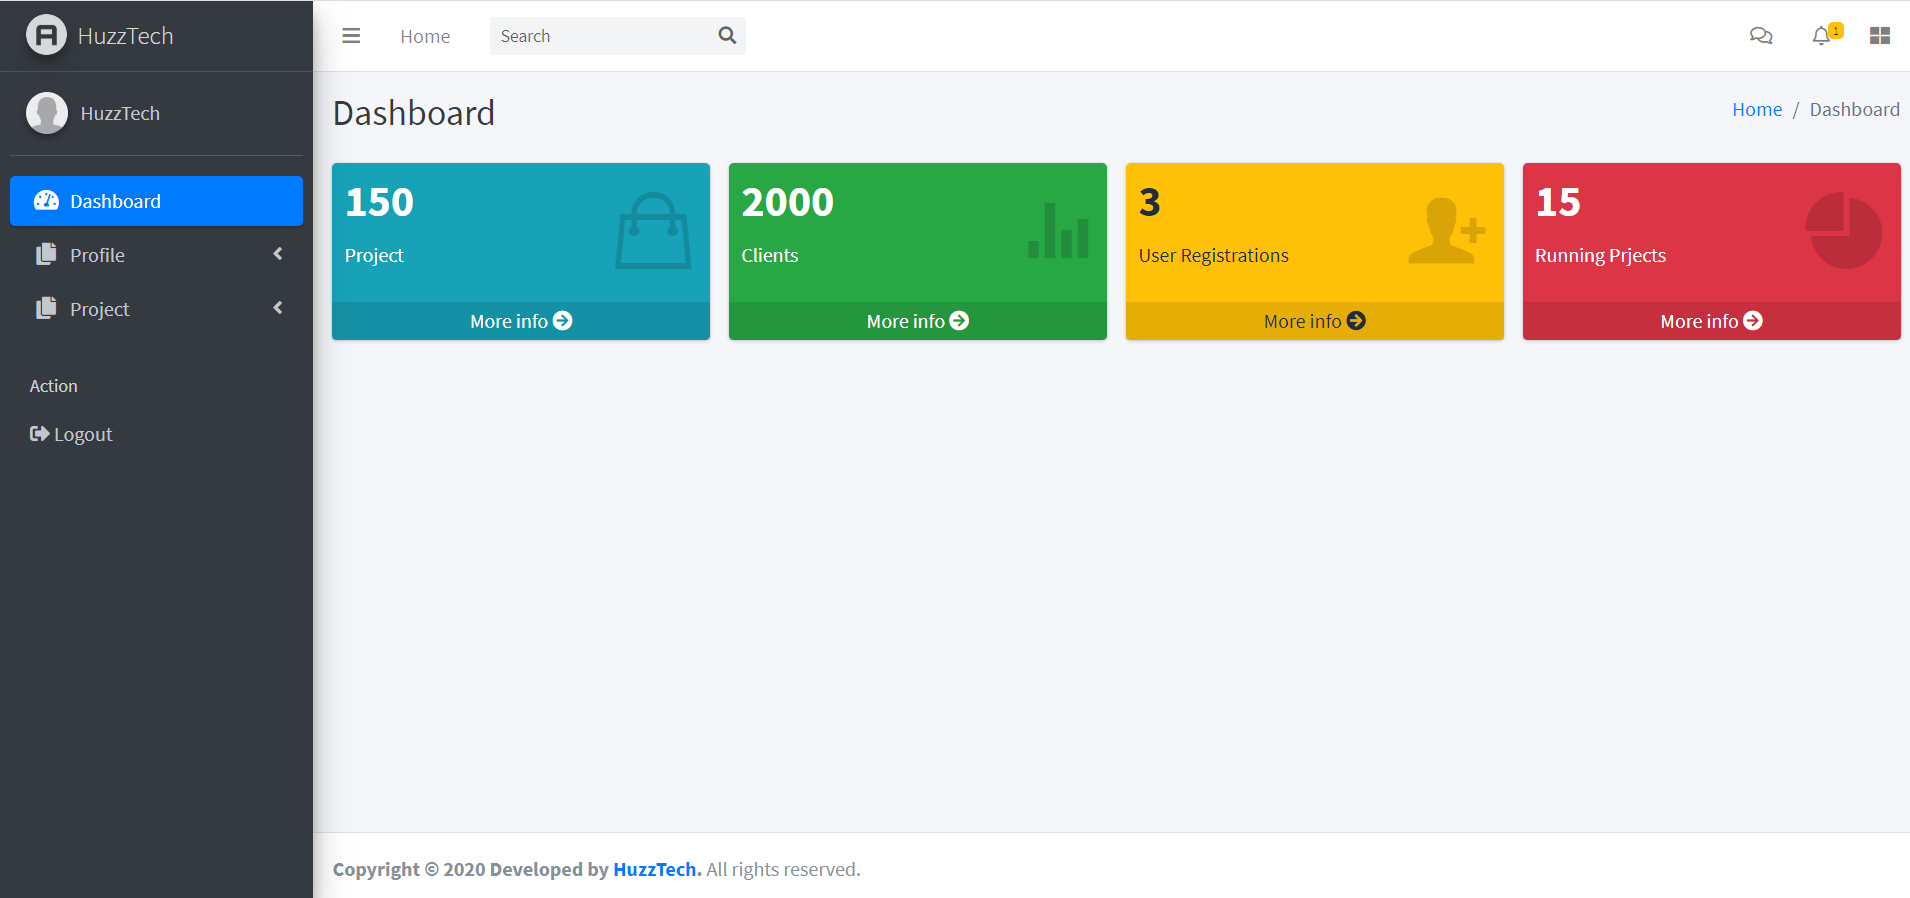 HuzzTech
Home
Search
1
HuzzTech
Dashboard
Profile
Project
Action
Logout
Dashboard
Home / Dashboard
150
Project
More info
2000
Clients
More info
3
User Registrations
More info
15
Running Prjects
More info
Copyright © 2020 Developed by HuzzTech. All rights reserved.